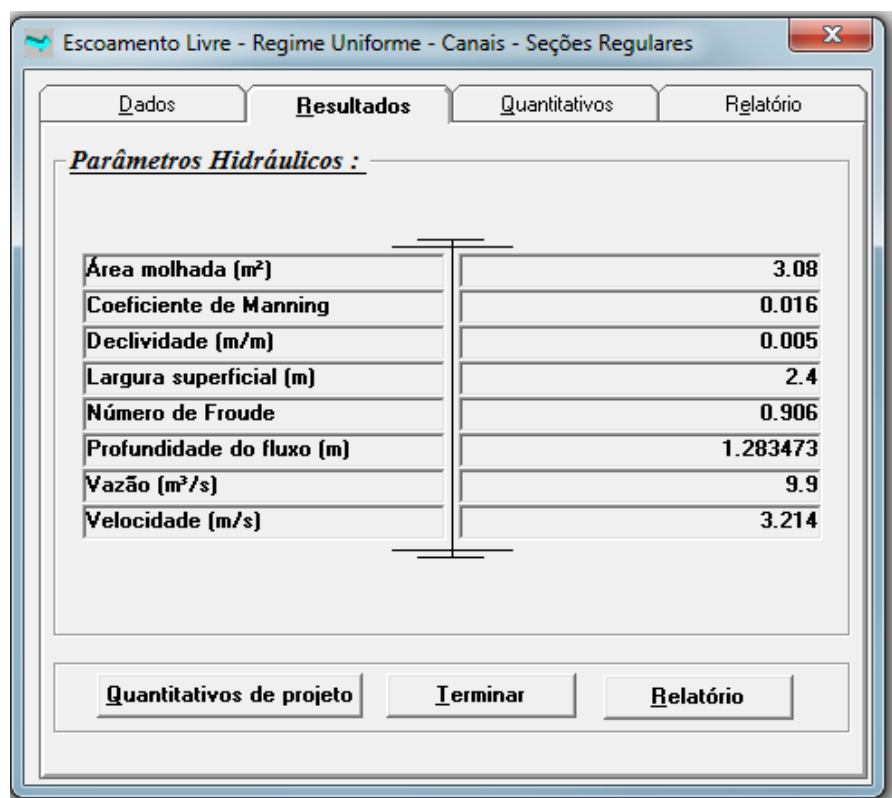 Escoamento Livre - Regime Uniforme - Canais - Seções Regulares
Dados Resultados Quantitativos Relatório
Parâmetros Hidráulicos :
Área molhada (m²) 3.08
Coeficiente de Manning 0.016
Declividade (m/m) 0.005
Largura superficial (m) 2.4
Número de Froude 0.906
Profundidade do fluxo (m) 1.283473
Vazão (m³/s) 9.9
Velocidade (m/s) 3.214
Quantitativos de projeto Terminar Relatório